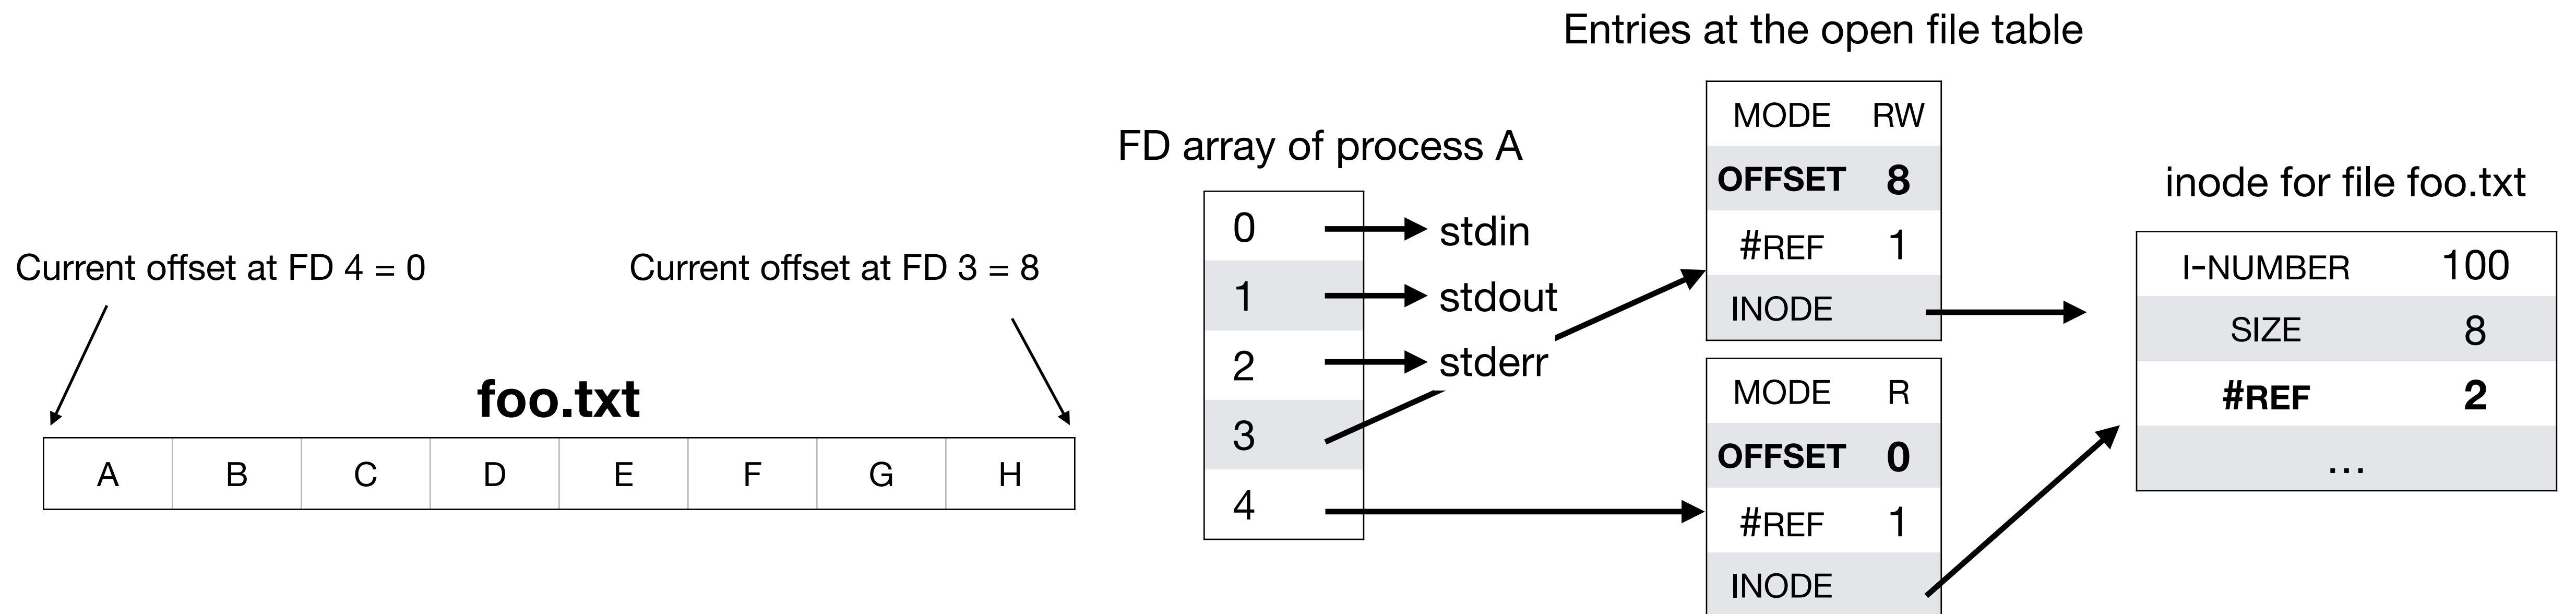 Current offset at FD 4 = 0
Current offset at FD 3 = 8
foo.txt
A B C D E F G H
FD array of process A
0 stdin
1 stdout
2 stderr
3
4
Entries at the open file table
MODE RW
OFFSET 8
#REF 1
INODE
MODE R
OFFSET 0
#REF 1
INODE
inode for file foo.txt
I-NUMBER 100
SIZE 8
#REF 2
...